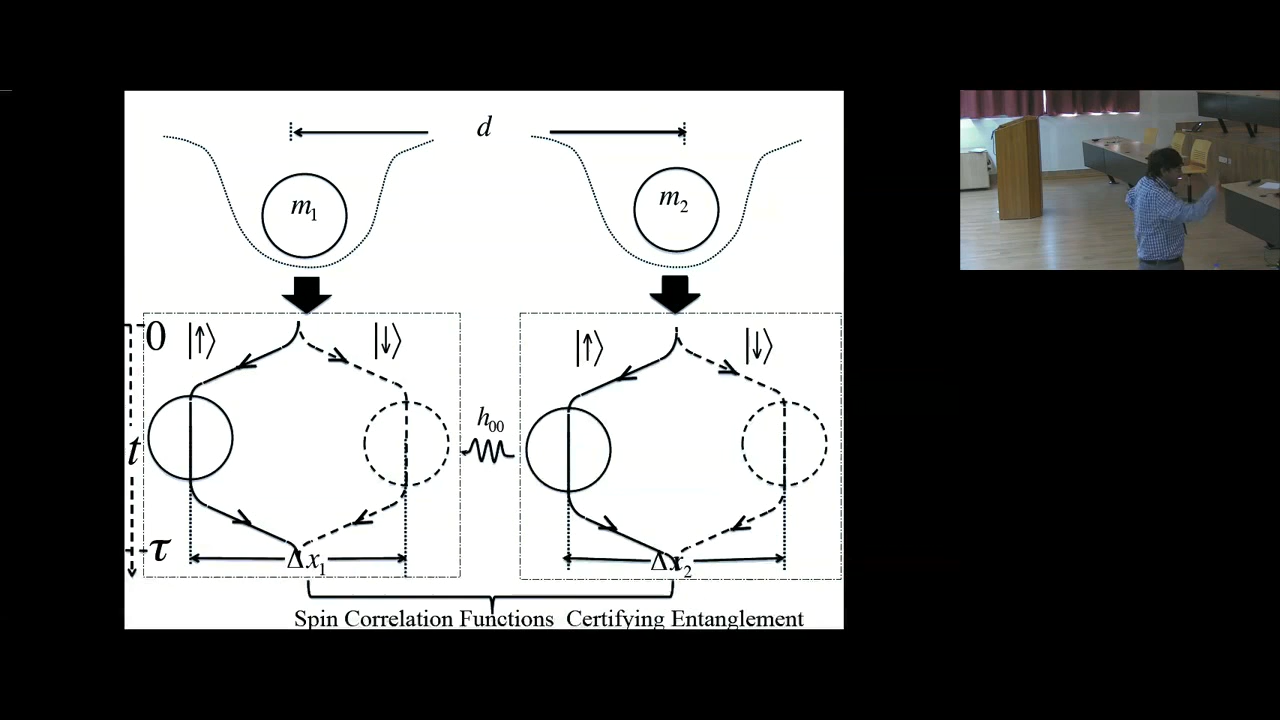 d
m₁
m₂
0
|↑⟩
|↓⟩
|↑⟩
|↓⟩
h₀₀
t
τ
Δx₁
Δx₂
Spin Correlation Functions Certifying Entanglement